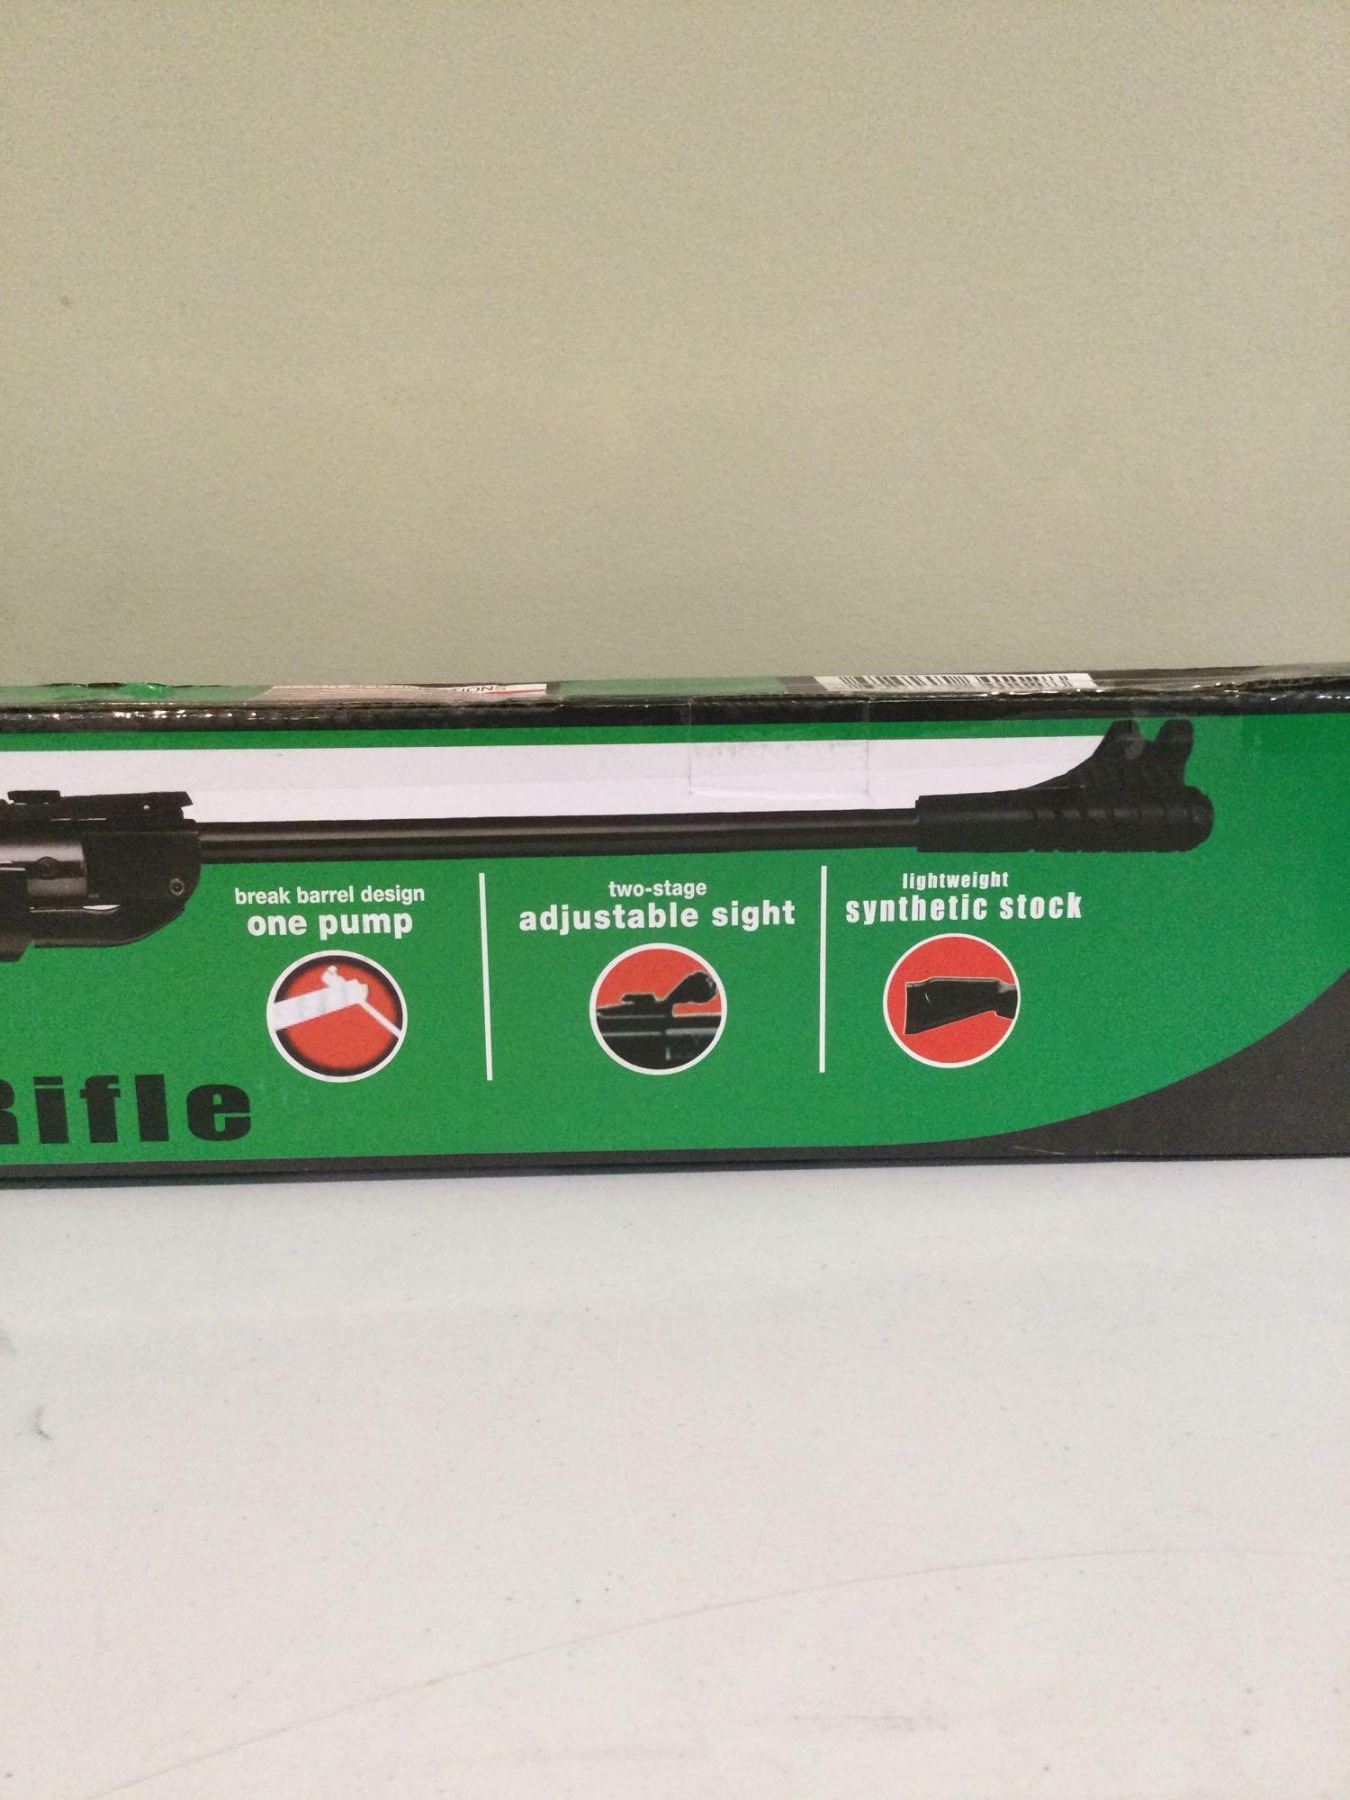 break barrel design
one pump
two-stage
adjustable sight
lightweight
synthetic stock
Rifle